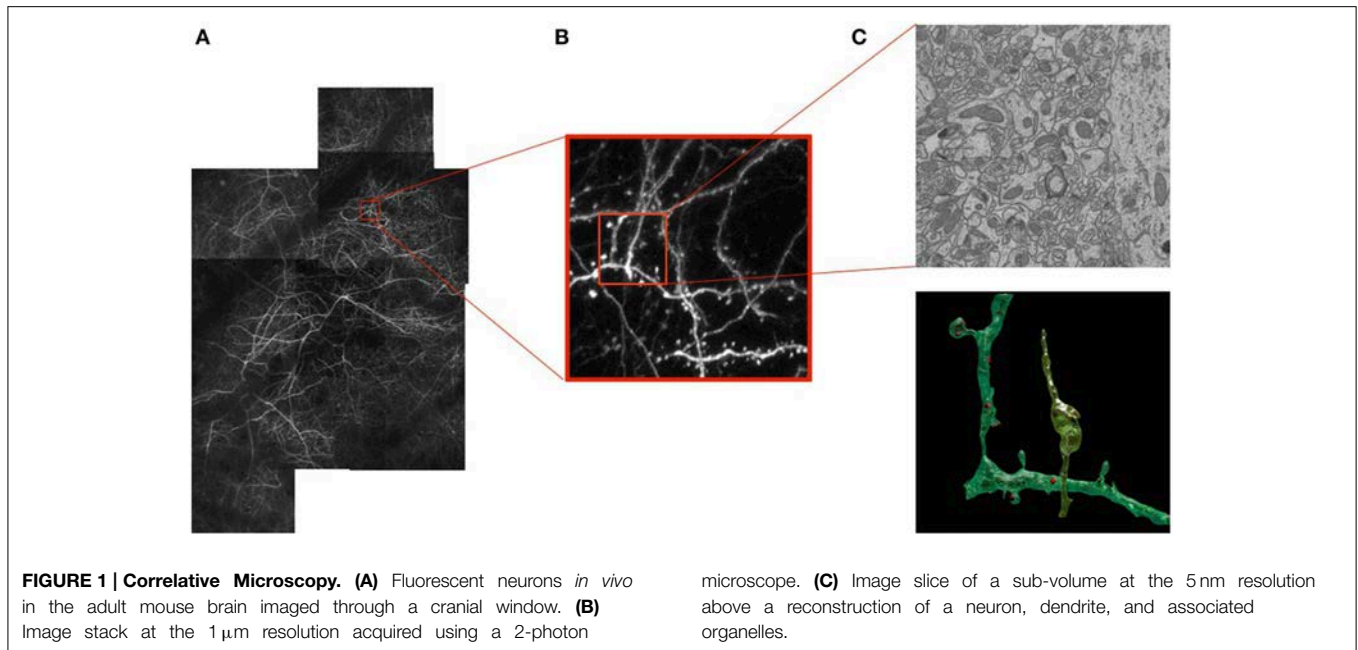 A
B
C
FIGURE 1 | Correlative Microscopy. (A) Fluorescent neurons in vivo
in the adult mouse brain imaged through a cranial window. (B)
Image stack at the 1 μm resolution acquired using a 2-photon
microscope. (C) Image slice of a sub-volume at the 5 nm resolution
above a reconstruction of a neuron, dendrite, and associated
organelles.